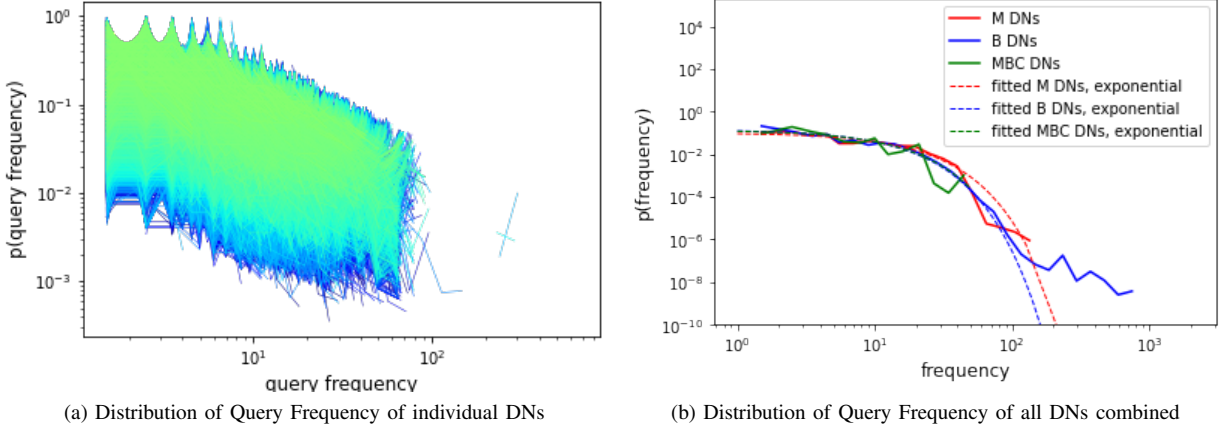 10⁰
10⁻¹
10⁻²
10⁻³
p(query frequency)
10¹
10²
query frequency
(a) Distribution of Query Frequency of individual DNs
10⁴
10²
10⁰
10⁻²
10⁻⁴
10⁻⁶
10⁻⁸
10⁻¹⁰
p(frequency)
M DNs
B DNs
MBC DNs
fitted M DNs, exponential
fitted B DNs, exponential
fitted MBC DNs, exponential
10⁰
10¹
10²
10³
frequency
(b) Distribution of Query Frequency of all DNs combined